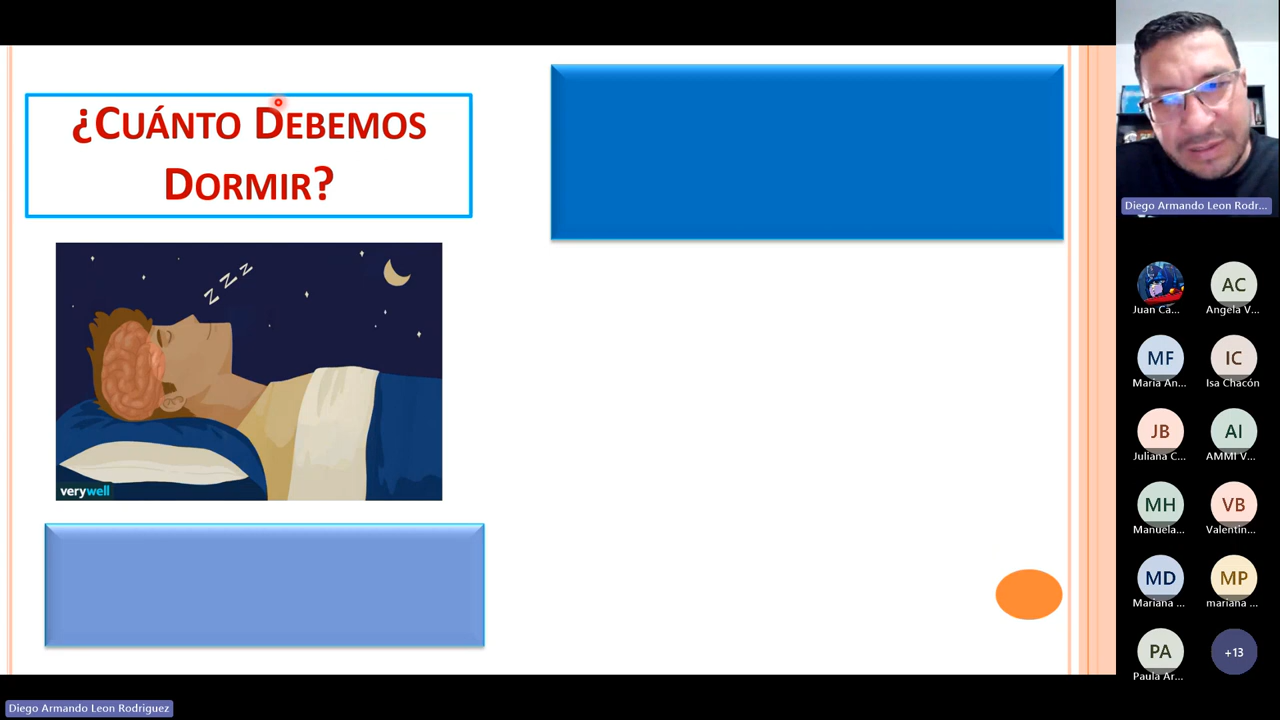 ¿CUÁNTO DEBEMOS
DORMIR?
Z Z Z
verywell
Diego Armando Leon Rodr...
Juan Ca...
AC
Angela V...
MF
Maria An...
IC
Isa Chacón
JB
Juliana C...
AI
AMMI V...
MH
Manuela...
VB
Valentin...
MD
Mariana ...
MP
mariana ...
PA
Paula Ar...
+13
Diego Armando Leon Rodriguez